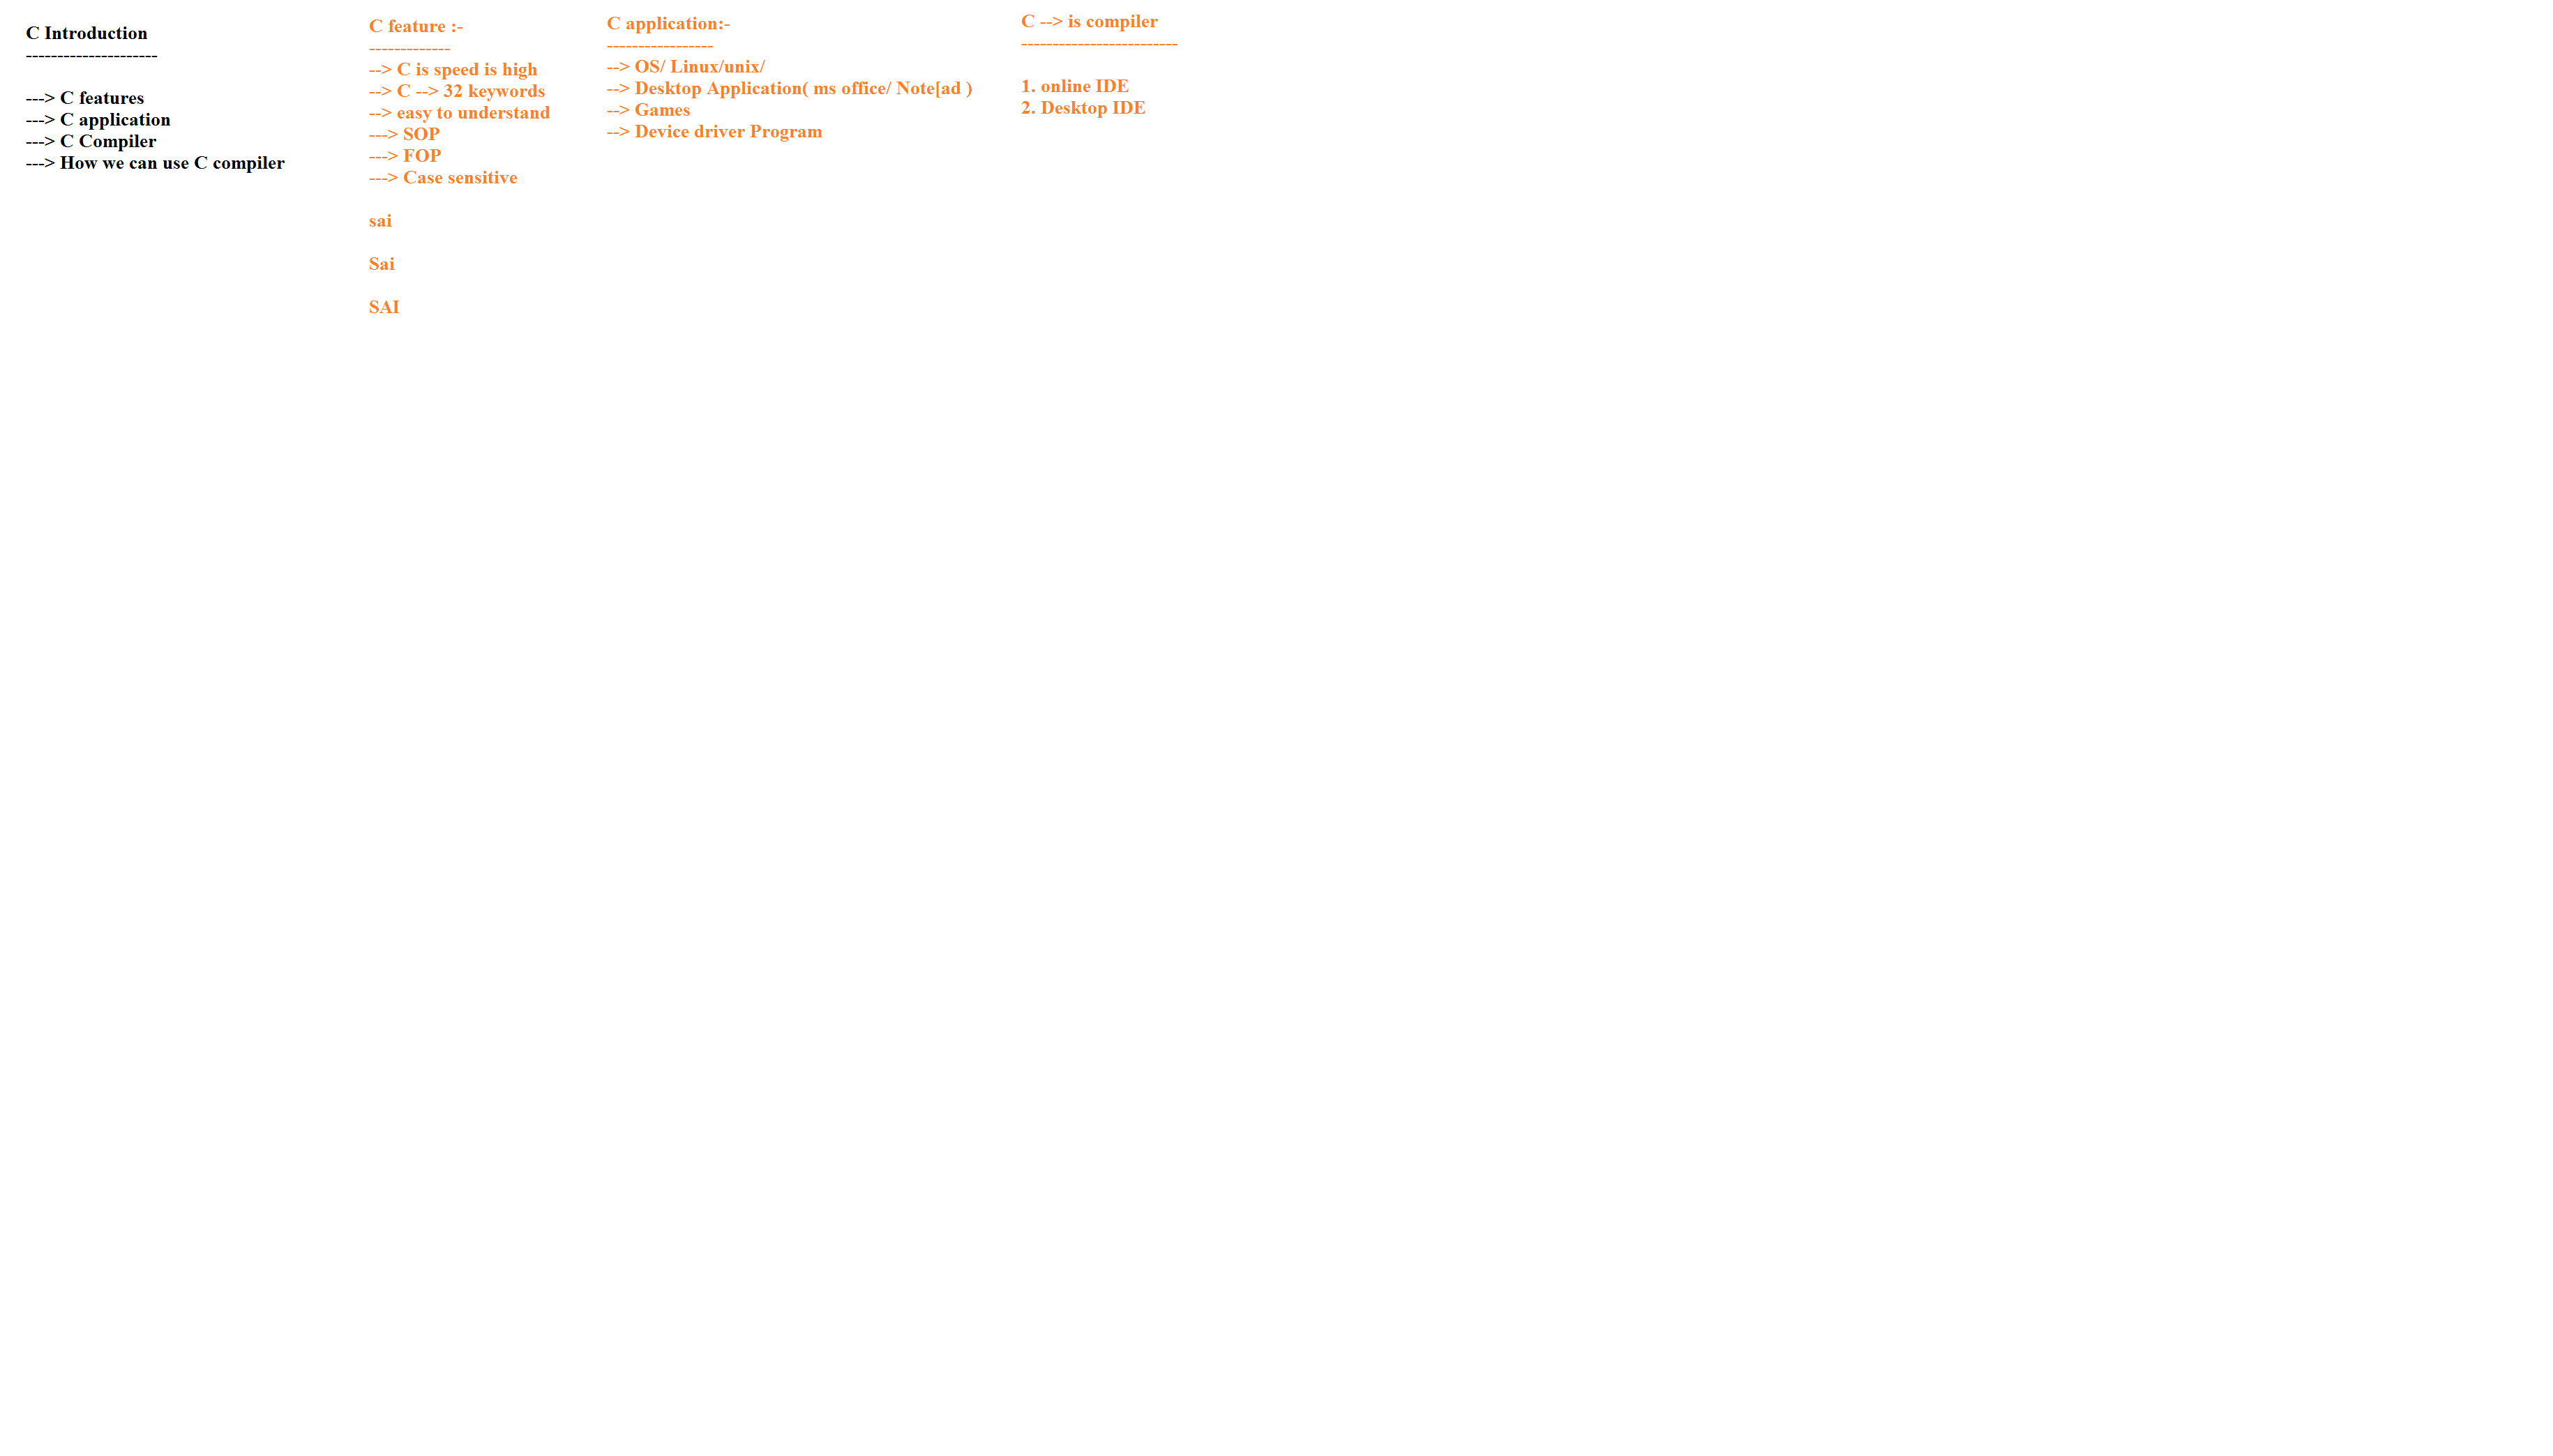 C Introduction
---------------------
---> C features
---> C application
---> C Compiler
---> How we can use C compiler
C feature :-
-------------
--> C is speed is high
--> C --> 32 keywords
--> easy to understand
---> SOP
---> FOP
---> Case sensitive
sai
Sai
SAI
C application:-
-----------------
--> OS/ Linux/unix/
--> Desktop Application( ms office/ Note[ad )
--> Games
--> Device driver Program
C --> is compiler
-------------------------
1. online IDE
2. Desktop IDE